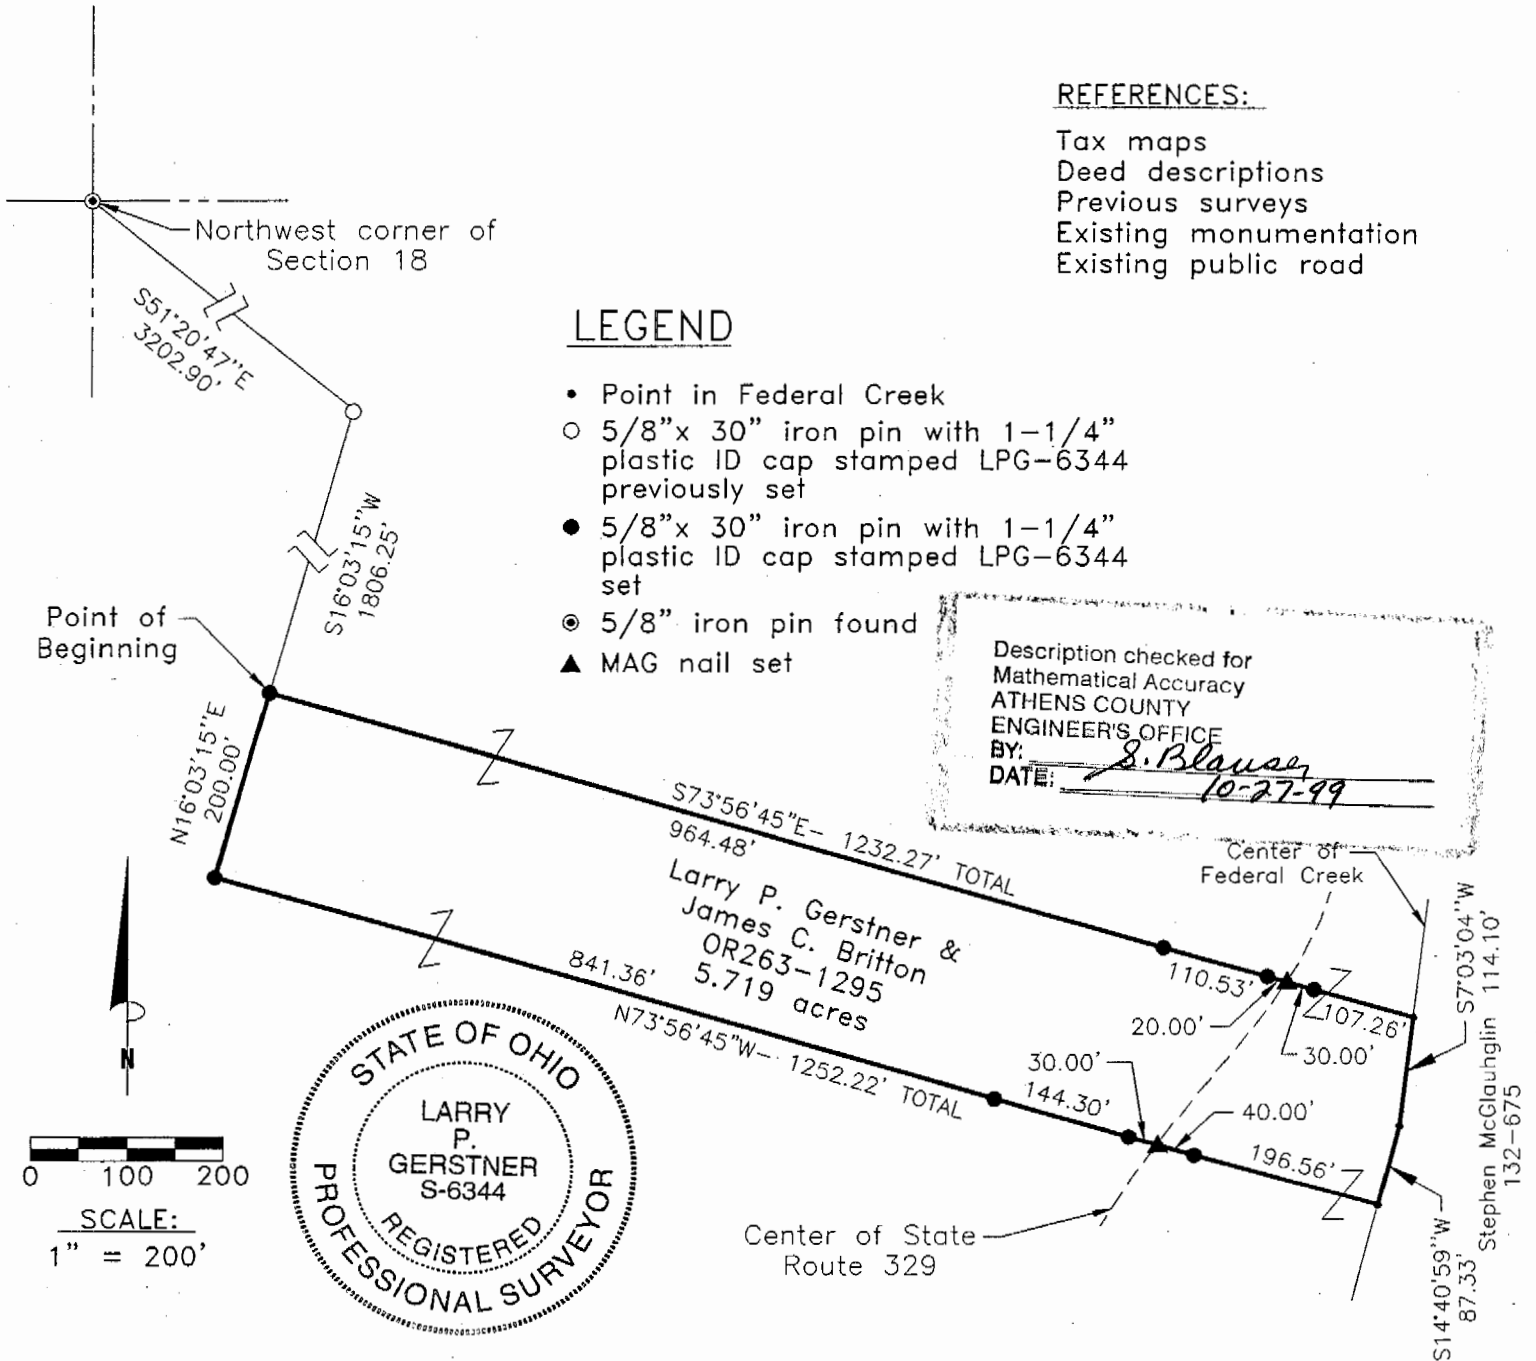 REFERENCES:
Tax maps
Deed descriptions
Previous surveys
Existing monumentation
Existing public road
Northwest corner of
Section 18
S51°20'47"E
3202.90'
LEGEND
Point in Federal Creek
5/8"x 30" iron pin with 1-1/4"
plastic ID cap stamped LPG-6344
previously set
5/8"x 30" iron pin with 1-1/4"
plastic ID cap stamped LPG-6344
set
5/8" iron pin found
MAG nail set
S16°03'15"W
1806.25'
Point of
Beginning
N16°03'15"E
200.00'
Description checked for
Mathematical Accuracy
ATHENS COUNTY
ENGINEER'S OFFICE
BY: S. Blauser
DATE: 10-27-99
S73°56'45"E- 1232.27' TOTAL
964.48'
Larry P. Gerstner &
James C. Britton
OR263-1295
5.719 acres
Center of
Federal Creek
110.53'
20.00'
30.00'
107.26'
S7°03'04"W
114.10'
Stephen McGlauhglin
132-675
841.36'
N73°56'45"W- 1252.22' TOTAL
30.00'
144.30'
40.00'
196.56'
S14°40'59"W
87.33'
Center of State
Route 329
N
0 100 200
SCALE:
1" = 200'
STATE OF OHIO
LARRY
P.
GERSTNER
S-6344
REGISTERED
PROFESSIONAL SURVEYOR